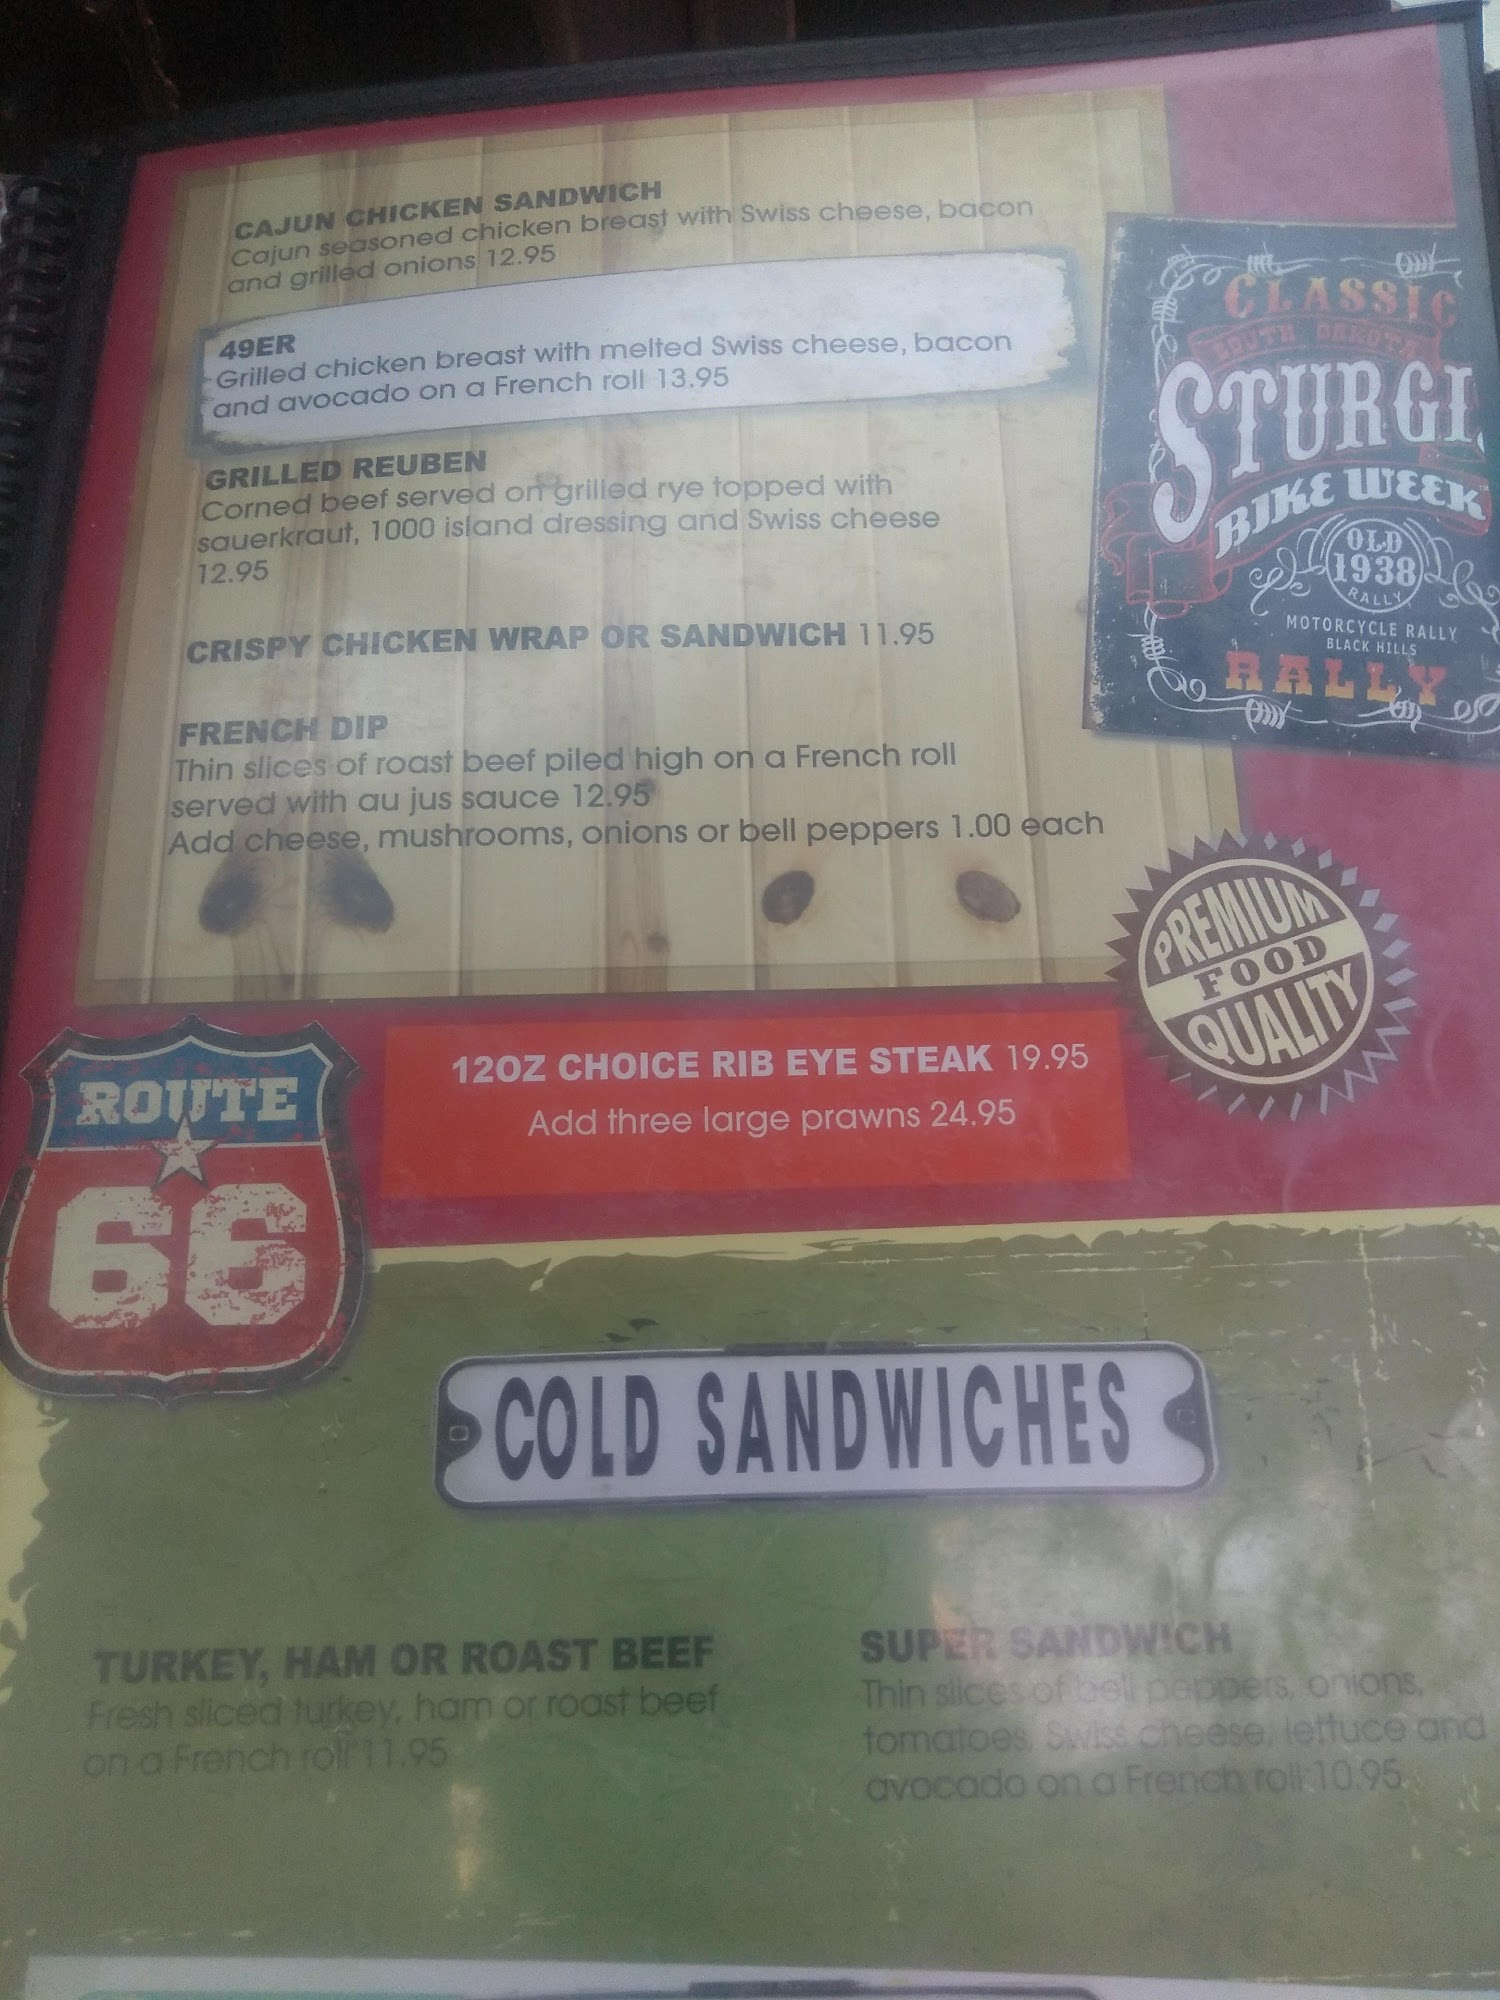 CAJUN CHICKEN SANDWICH
Cajun seasoned chicken breast with Swiss cheese, bacon
and grilled onions 12.95
49ER
Grilled chicken breast with melted Swiss cheese, bacon
and avocado on a French roll 13.95
GRILLED REUBEN
Corned beef served on grilled rye topped with
sauerkraut, 1000 island dressing and Swiss cheese
12.95
CRISPY CHICKEN WRAP OR SANDWICH 11.95
FRENCH DIP
Thin slices of roast beef piled high on a French roll
served with au jus sauce 12.95
Add cheese, mushrooms, onions or bell peppers 1.00 each
CLASSIC
SOUTH DAKOTA
STURGI
BIKE WEEK
OLD
1938
RALLY
MOTORCYCLE RALLY
BLACK HILLS
RALLY
PREMIUM
FOOD
QUALITY
ROUTE
66
12OZ CHOICE RIB EYE STEAK 19.95
Add three large prawns 24.95
COLD SANDWICHES
TURKEY, HAM OR ROAST BEEF
Fresh sliced turkey, ham or roast beef
on a French roll 11.95
SUPER SANDWICH
Thin slices of bell peppers, onions,
tomatoes, Swiss cheese, lettuce and
avocado on a French roll 10.95